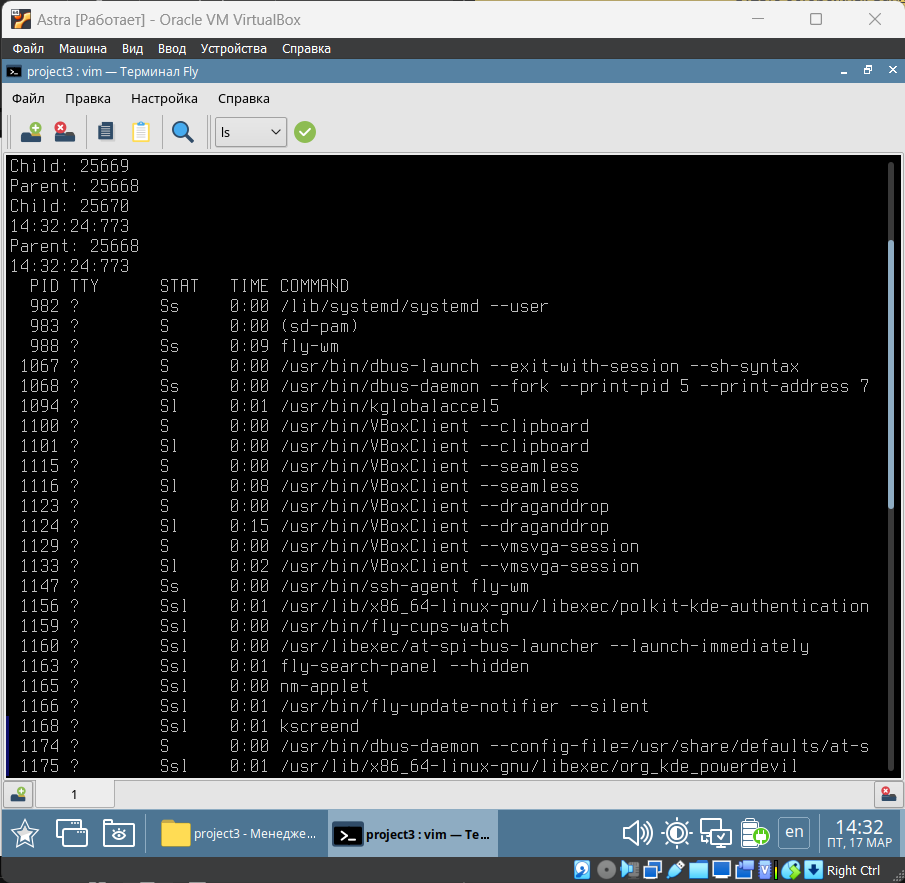 Astra [Работает] - Oracle VM VirtualBox
Файл Машина Вид Ввод Устройства Справка
project3 : vim — Терминал Fly
Файл Правка Настройка Справка
ls
Child: 25669
Parent: 25668
Child: 25670
14:32:24:773
Parent: 25668
14:32:24:773
PID TTY STAT TIME COMMAND
982 ? Ss 0:00 /lib/systemd/systemd --user
983 ? S 0:00 (sd-pam)
988 ? Ss 0:09 fly-wm
1067 ? S 0:00 /usr/bin/dbus-launch --exit-with-session --sh-syntax
1068 ? Ss 0:00 /usr/bin/dbus-daemon --fork --print-pid 5 --print-address 7
1094 ? Sl 0:01 /usr/bin/kglobalaccel5
1100 ? S 0:00 /usr/bin/VBoxClient --clipboard
1101 ? Sl 0:00 /usr/bin/VBoxClient --clipboard
1115 ? S 0:00 /usr/bin/VBoxClient --seamless
1116 ? Sl 0:08 /usr/bin/VBoxClient --seamless
1123 ? S 0:00 /usr/bin/VBoxClient --draganddrop
1124 ? Sl 0:15 /usr/bin/VBoxClient --draganddrop
1129 ? S 0:00 /usr/bin/VBoxClient --vmsvga-session
1133 ? Sl 0:02 /usr/bin/VBoxClient --vmsvga-session
1147 ? Ss 0:00 /usr/bin/ssh-agent fly-wm
1156 ? Ssl 0:01 /usr/lib/x86_64-linux-gnu/libexec/polkit-kde-authentication
1159 ? Ssl 0:00 /usr/bin/fly-cups-watch
1160 ? Ssl 0:00 /usr/libexec/at-spi-bus-launcher --launch-immediately
1163 ? Ssl 0:01 fly-search-panel --hidden
1165 ? Ssl 0:00 nm-applet
1166 ? Ssl 0:01 /usr/bin/fly-update-notifier --silent
1168 ? Ssl 0:01 kscreend
1174 ? S 0:00 /usr/bin/dbus-daemon --config-file=/usr/share/defaults/at-s
1175 ? Ssl 0:01 /usr/lib/x86_64-linux-gnu/libexec/org_kde_powerdevil
1
project3 - Менедже... project3 : vim — Те... en 14:32
ПТ, 17 МАР
Right Ctrl